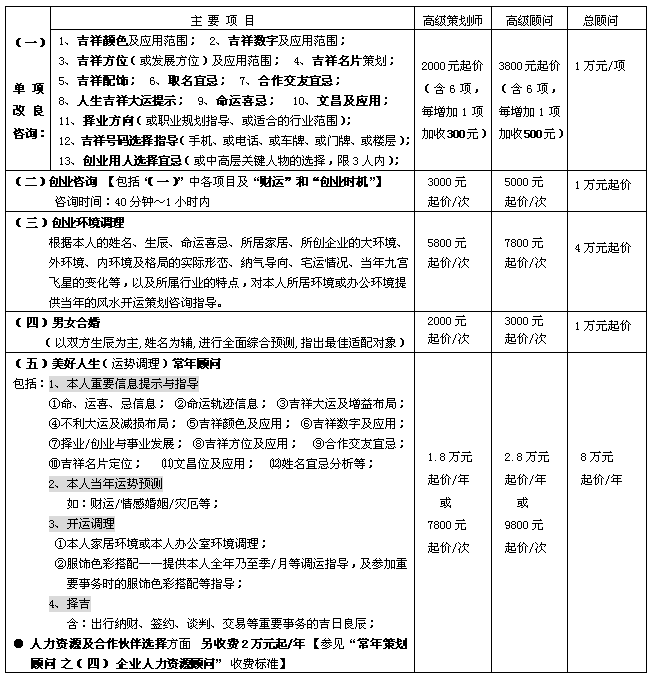 主 要 项 目
高级策划师
高级顾问
总顾问
（一）
单 项
改 良
咨询：
1、吉祥颜色及应用范围； 2、吉祥数字及应用范围；
3、吉祥方位（或发展方位）及应用范围； 4、吉祥名片策划；
5、吉祥配饰； 6、取名宜忌； 7、合作交友宜忌；
8、人生吉祥大运提示； 9、命运喜忌； 10、文昌及应用；
11、择业方向（或职业规划指导、或适合的行业范围）；
12、吉祥号码选择指导（手机、或电话、或车牌、或门牌、或楼层）；
13、创业用人选择宜忌（或中高层关键人物的选择，限3人内）；
2000元起价
（含6项，
每增加1项
加收300元）
3800元起价
（含6项，
每增加1项
加收500元）
1万元/项
（二）创业咨询 【包括“（一）”中各项目及“财运”和“创业时机”】
咨询时间：40分钟～1小时内
3000元
起价/次
5000元
起价/次
1万元起价
（三）创业环境调理
根据本人的姓名、生辰、命运喜忌、所居家居、所创企业的大环境、
外环境、内环境及格局的实际形峦、纳气导向、宅运情况、当年九宫
飞星的变化等，以及所属行业的特点，对本人所居环境或办公环境提
供当年的风水开运策划咨询指导。
5800元
起价/次
7800元
起价/次
4万元起价
（四）男女合婚
（以双方生辰为主,姓名为辅,进行全面综合预测,指出最佳适配对象）
2000元
起价/次
3000元
起价/次
1万元起价
（五）美好人生（运势调理）常年顾问
包括：1、本人重要信息提示与指导
①命、运喜、忌信息； ②命运轨迹信息； ③吉祥大运及增益布局；
④不利大运及减损布局； ⑤吉祥颜色及应用； ⑥吉祥数字及应用；
⑦择业/创业与事业发展； ⑧吉祥方位及应用； ⑨合作交友宜忌；
⑩吉祥名片定位； ⑾文昌位及应用； ⑿姓名宜忌分析等；
2、本人当年运势预测
如：财运/情感婚姻/灾厄等；
3、开运调理
①本人家居环境或本人办公室环境调理；
②服饰色彩搭配——提供本人全年乃至季/月等调运指导，及参加重
要事务时的服饰色彩搭配等指导；
4、择吉
含：出行纳财、签约、谈判、交易等重要事务的吉日良辰；
● 人力资源及合作伙伴选择方面 另收费2万元起/年【参见“常年策划
顾问 之（四）企业人力资源顾问”收费标准】
1.8万元
起价/年
或
7800元
起价/次
2.8万元
起价/年
或
9800元
起价/次
8万元
起价/年